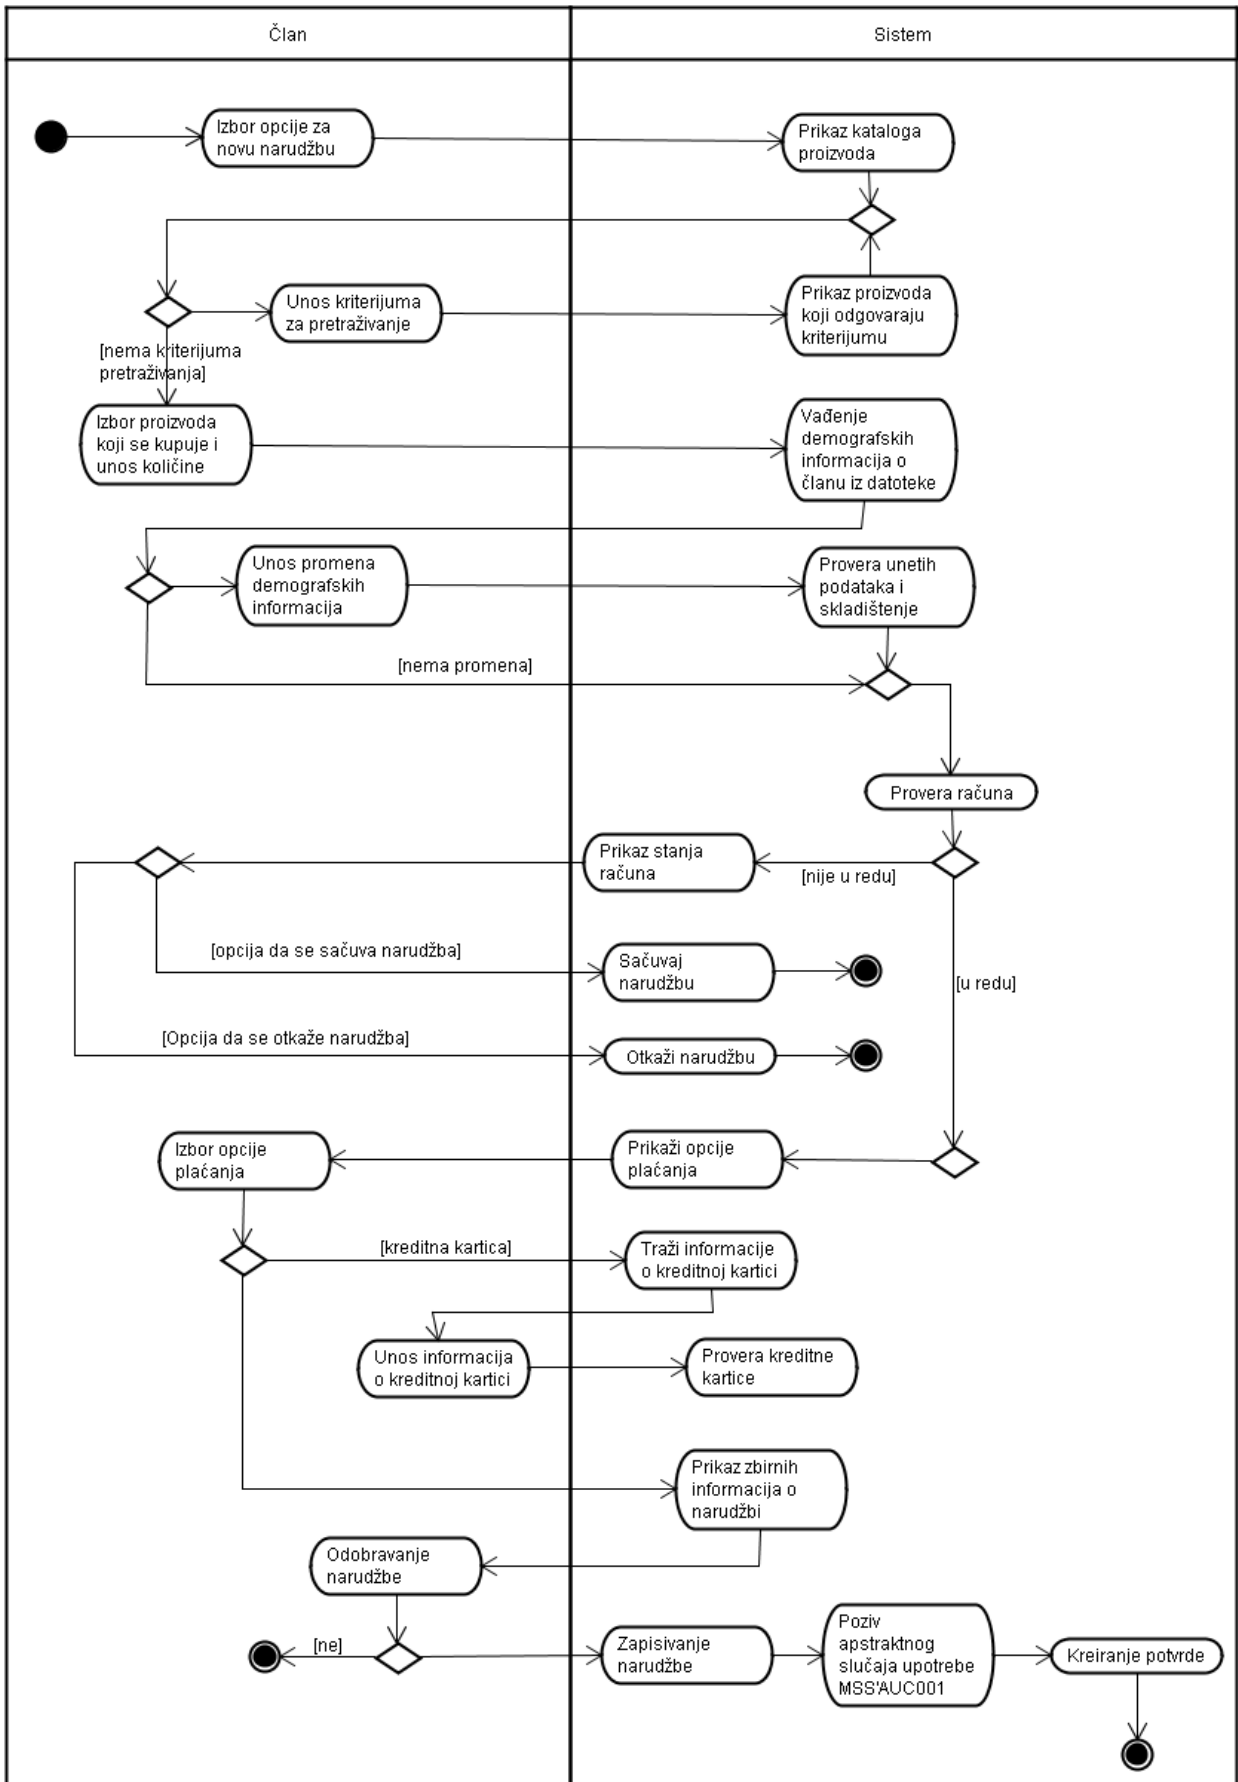 Član
Sistem
Izbor opcije za
novu narudžbu
Prikaz kataloga
proizvoda
Unos kriterijuma
za pretraživanje
Prikaz proizvoda
koji odgovaraju
kriterijumu
[nema kriterijuma
pretraživanja]
Izbor proizvoda
koji se kupuje i
unos količine
Vađenje
demografskih
informacija o
članu iz datoteke
Unos promena
demografskih
informacija
Provera unetih
podataka i
skladištenje
[nema promena]
Provera računa
Prikaz stanja
računa
[nije u redu]
[opcija da se sačuva narudžba]
Sačuvaj
narudžbu
[u redu]
[Opcija da se otkaže narudžba]
Otkaži narudžbu
Izbor opcije
plaćanja
Prikaži opcije
plaćanja
[kreditna kartica]
Traži informacije
o kreditnoj kartici
Unos informacija
o kreditnoj kartici
Provera kreditne
kartice
Prikaz zbirnih
informacija o
narudžbi
Odobravanje
narudžbe
[ne]
Zapisivanje
narudžbe
Poziv
apstraktnog
slučaja upotrebe
MSS'AUC001
Kreiranje potvrde